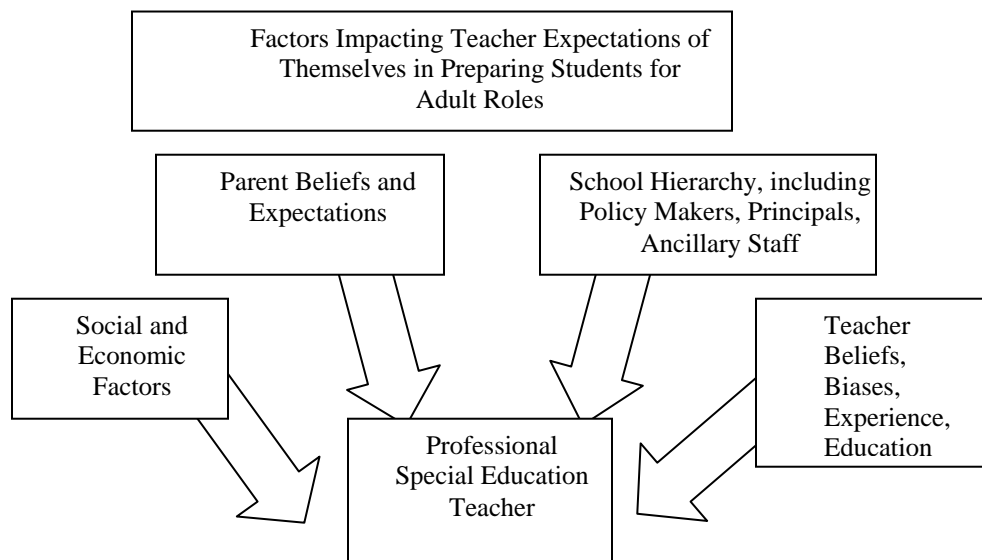 Factors Impacting Teacher Expectations of
Themselves in Preparing Students for
Adult Roles
Parent Beliefs and
Expectations
School Hierarchy, including
Policy Makers, Principals,
Ancillary Staff
Social and
Economic
Factors
Teacher
Beliefs,
Biases,
Experience,
Education
Professional
Special Education
Teacher